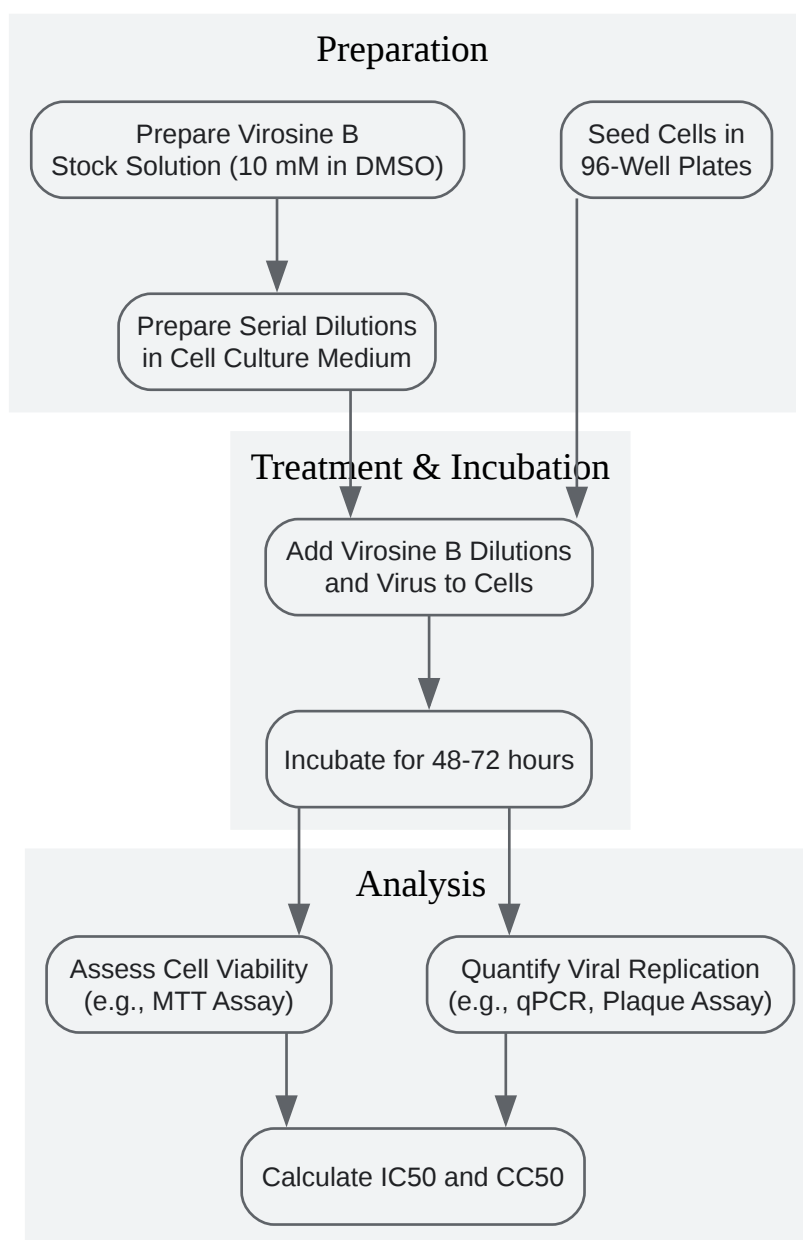 Preparation
Prepare Virosine B
Stock Solution (10 mM in DMSO)
Seed Cells in
96-Well Plates
Prepare Serial Dilutions
in Cell Culture Medium
Treatment & Incubation
Add Virosine B Dilutions
and Virus to Cells
Incubate for 48-72 hours
Analysis
Assess Cell Viability
(e.g., MTT Assay)
Quantify Viral Replication
(e.g., qPCR, Plaque Assay)
Calculate IC50 and CC50